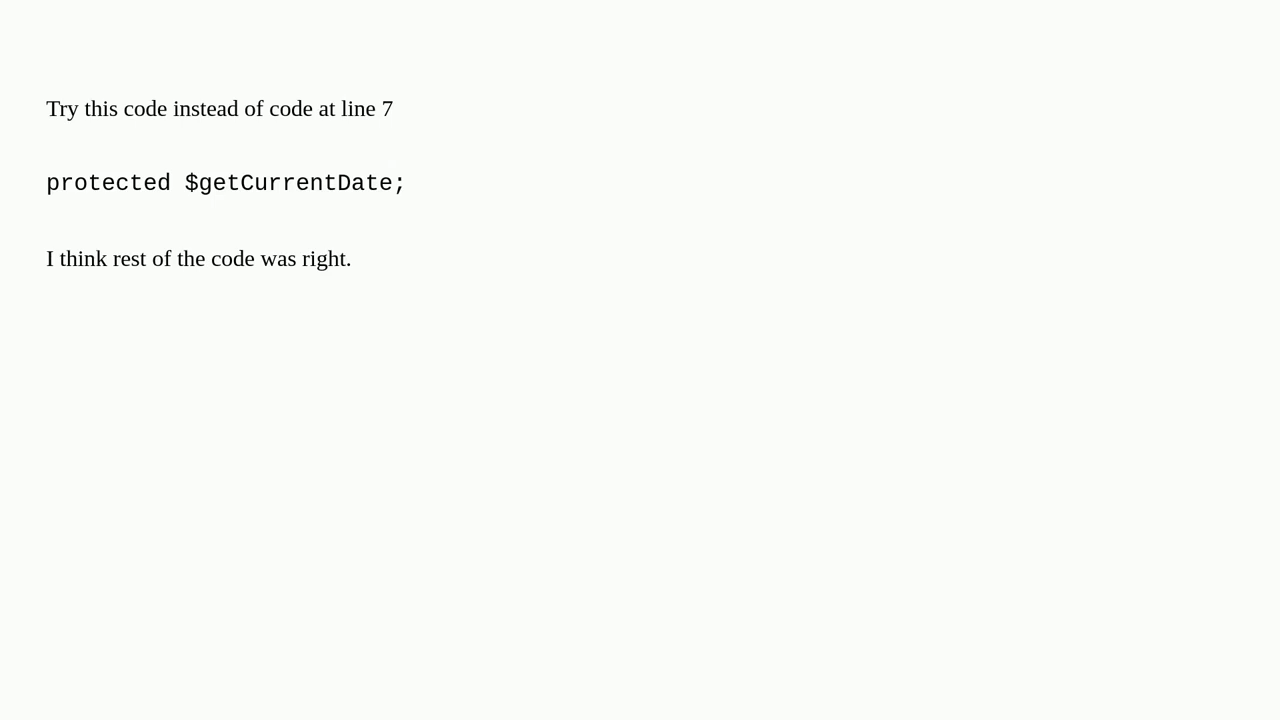 Try this code instead of code at line 7
protected $getCurrentDate;
I think rest of the code was right.